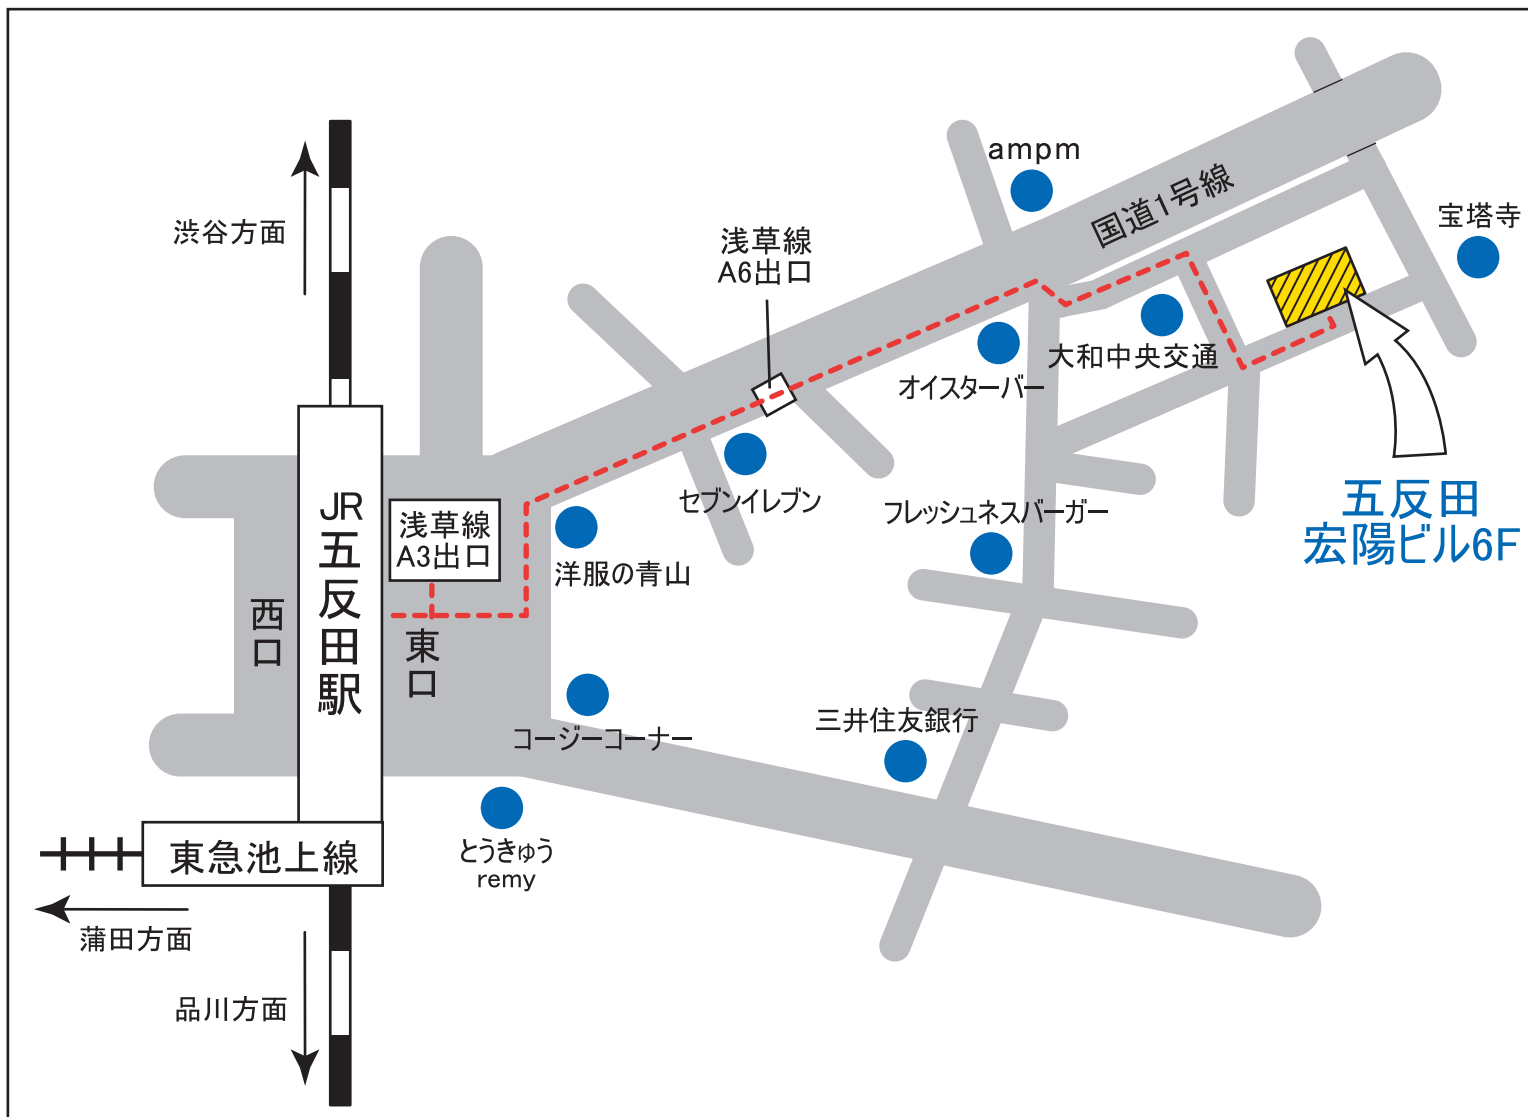 ampm
国道1号線
宝塔寺
渋谷方面
浅草線
A6出口
大和中央交通
オイスターバー
セブンイレブン
フレッシュネスバーガー
五反田
宏陽ビル6F
JR五反田駅
浅草線
A3出口
洋服の青山
西口
東口
コージーコーナー
三井住友銀行
とうきゅう
remy
東急池上線
蒲田方面
品川方面